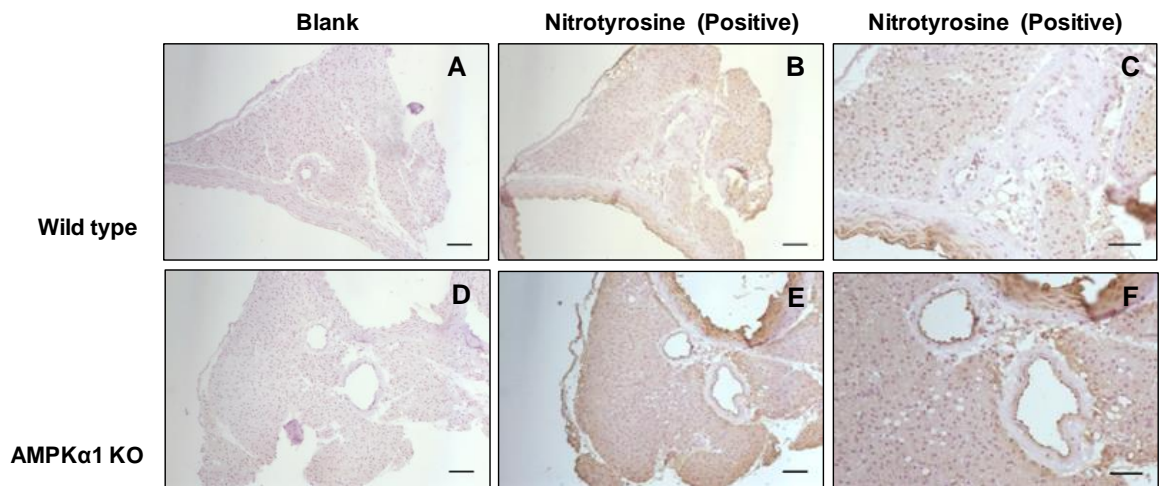 Blank Nitrotyrosine (Positive) Nitrotyrosine (Positive)
A B C
Wild type
D E F
AMPKα1 KO